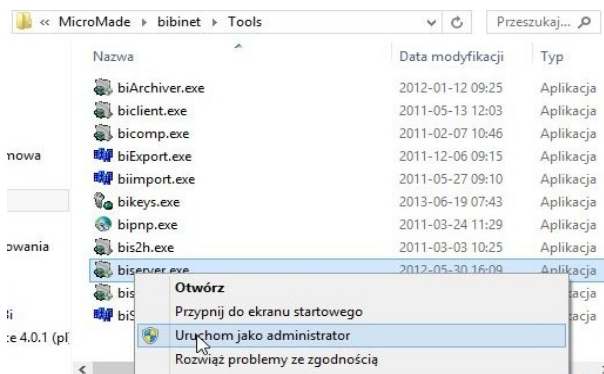 « MicroMade ▸ bibinet ▸ Tools
Przeszukaj...
Nazwa Data modyfikacji Typ
biArchiver.exe 2012-01-12 09:25 Aplikacja
biclient.exe 2011-05-13 12:03 Aplikacja
bicomp.exe 2011-02-07 10:46 Aplikacja
mowa
biExport.exe 2011-12-06 09:15 Aplikacja
biimport.exe 2011-05-27 09:10 Aplikacja
bikeys.exe 2013-06-19 07:43 Aplikacja
bipnp.exe 2011-03-24 11:29 Aplikacja
owania
bis2h.exe 2011-03-03 10:25 Aplikacja
biserver.exe 2012-05-30 16:09 Aplikacja
bis
acja
Otwórz
Przypnij do ekranu startowego
acja
Uruchom jako administrator
:e 4.0.1 (pl)
Rozwiąż problemy ze zgodnością